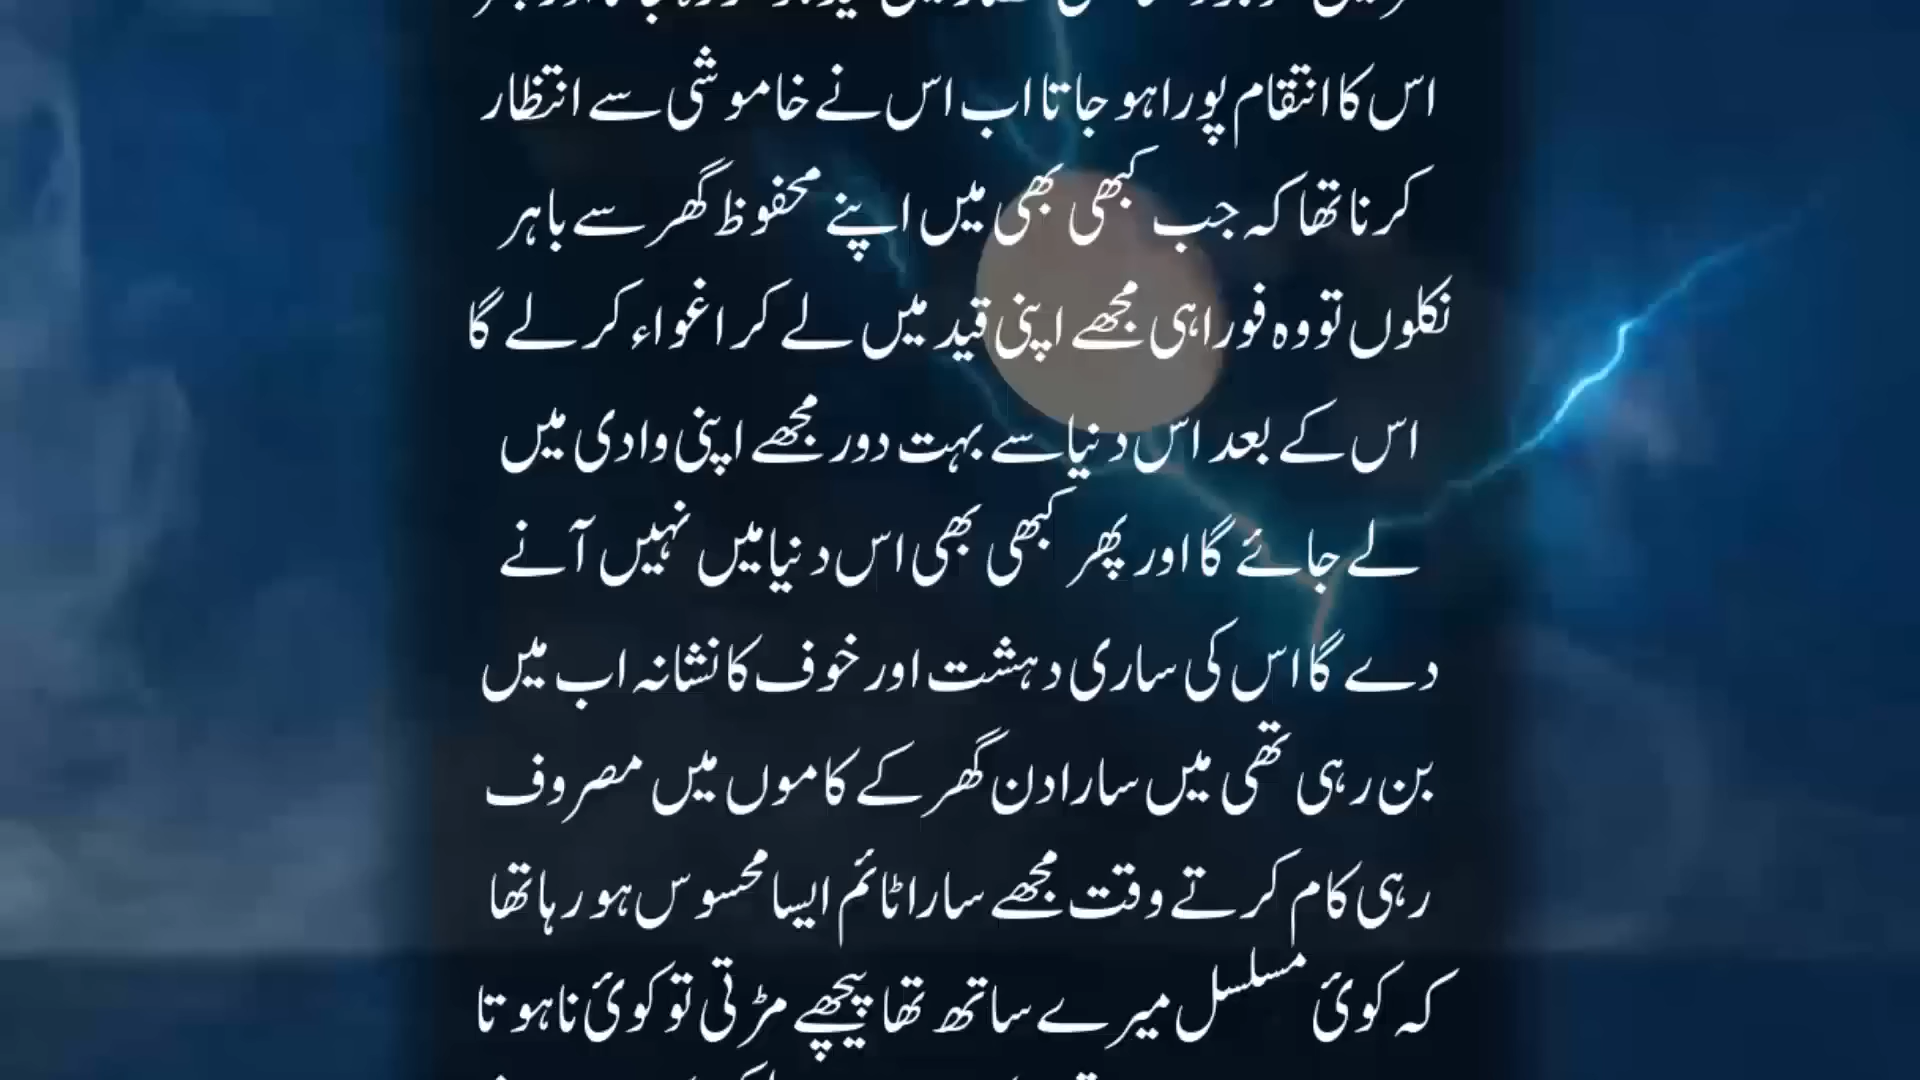 اس کا انتقام پورا ہو جاتا اب اس نے خاموشی سے انتظار
کرنا تھا کہ جب کبھی بھی میں اپنے محفوظ گھر سے باہر
نکلوں تو وہ فورا ہی مجھے اپنی قید میں لے کر اغواء کر لے گا
اس کے بعد اس دنیا سے بہت دور مجھے اپنی وادی میں
لے جائے گا اور پھر کبھی بھی اس دنیا میں نہیں آنے
دے گا اس کی ساری دہشت اور خوف کا نشانہ اب میں
بن رہی تھی میں سارا دن گھر کے کاموں میں مصروف
رہی کام کرتے وقت مجھے سارا ٹائم ایسا محسوس ہو رہا تھا
کہ کوئ مسلسل میرے ساتھ تھا پیچھے مڑتی تو کوئ نا ہوتا